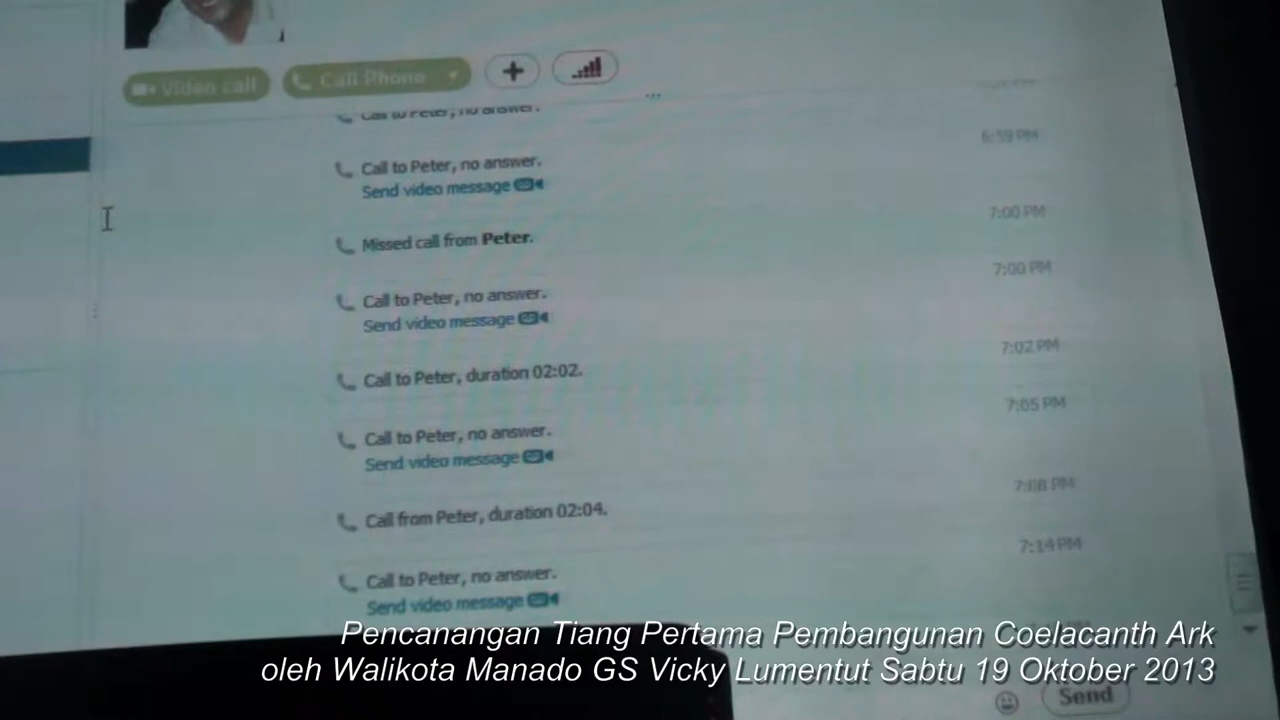 Video call
Call Phone
Call to Peter, no answer.
6:59 PM
Call to Peter, no answer.
Send video message
7:00 PM
Missed call from Peter.
7:00 PM
Call to Peter, no answer.
Send video message
7:02 PM
Call to Peter, duration 02:02.
7:05 PM
Call to Peter, no answer.
Send video message
7:08 PM
Call from Peter, duration 02:04.
7:14 PM
Call to Peter, no answer.
Send video message
Pencanangan Tiang Pertama Pembangunan Coelacanth Ark
oleh Walikota Manado GS Vicky Lumentut Sabtu 19 Oktober 2013
Send